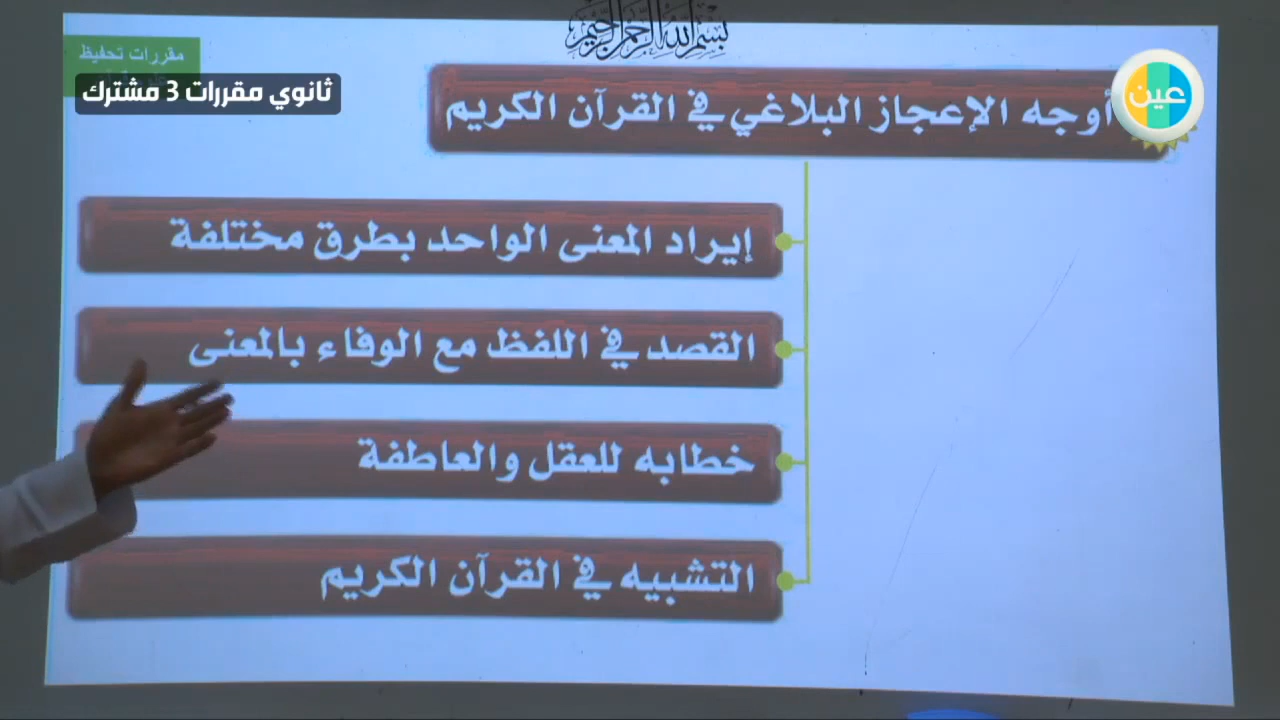 بسم الله الرحمن الرحيم
مقررات تحفيظ
ثانوي مقررات 3 مشترك
عين
أوجه الإعجاز البلاغي في القرآن الكريم
إيراد المعنى الواحد بطرق مختلفة
القصد في اللفظ مع الوفاء بالمعنى
خطابه للعقل والعاطفة
التشبيه في القرآن الكريم